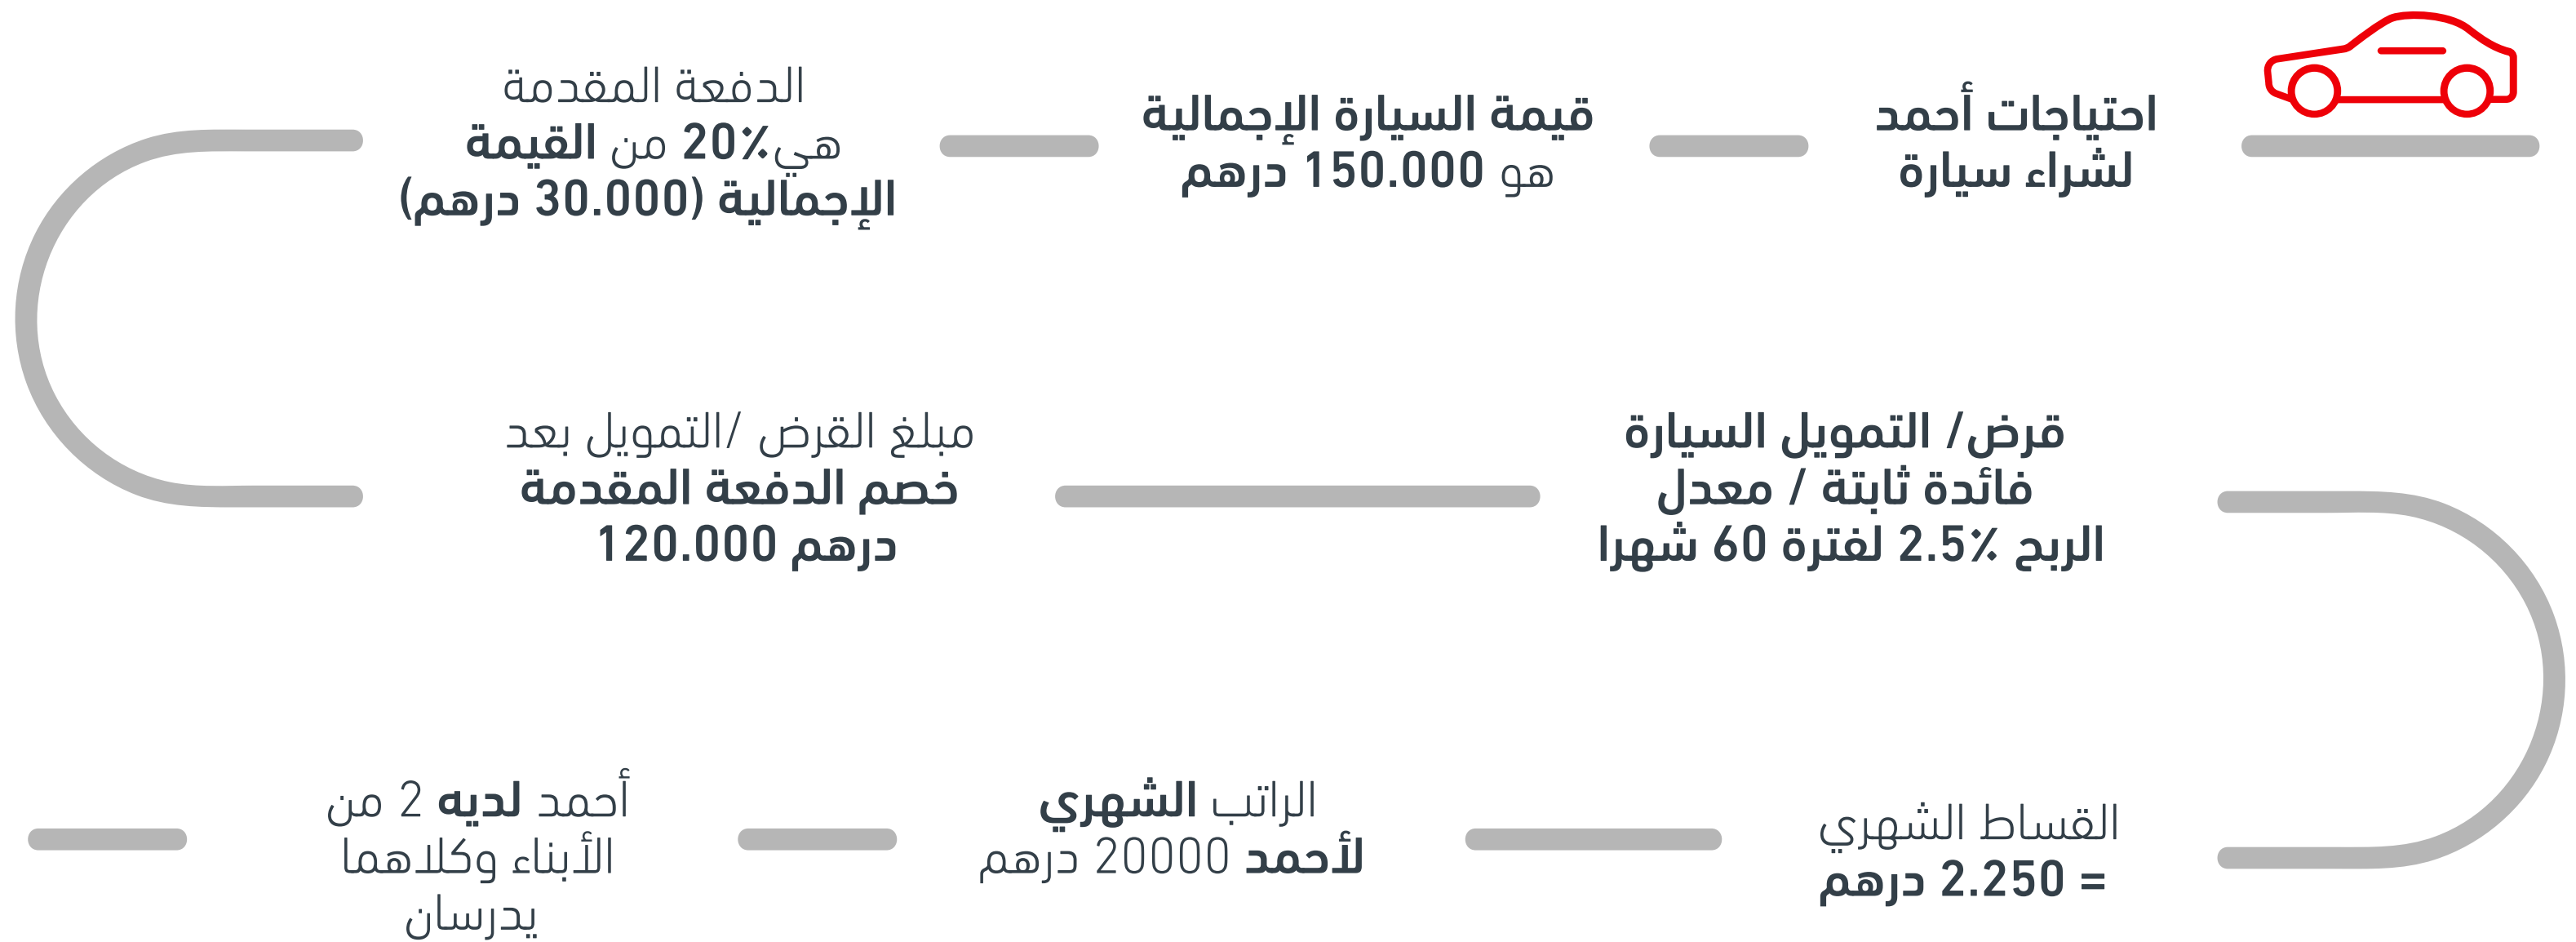 احتياجات أحمد
لشراء سيارة
قيمة السيارة الإجمالية
هو 150.000 درهم
الدفعة المقدمة
هي20٪ من القيمة
الإجمالية (30.000 درهم)
مبلغ القرض /التمويل بعد
خصم الدفعة المقدمة
درهم 120.000
قرض/ التمويل السيارة
فائدة ثابتة / معدل
الربح 2.5٪ لفترة 60 شهرا
القساط الشهري
= 2.250 درهم
الراتب الشهري
لأحمد 20000 درهم
أحمد لديه 2 من
الأبناء وكلاهما
يدرسان